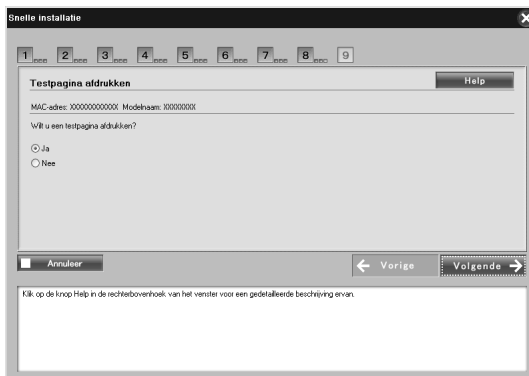 Snelle installatie
1 2 3 4 5 6 7 8 9
Testpagina afdrukken Help
MAC-adres: XXXXXXXXXXXX Modelnaam: XXXXXXXX
Wilt u een testpagina afdrukken?
Ja
Nee
Annuleer Vorige Volgende
Klik op de knop Help in de rechterbovenhoek van het venster voor een gedetailleerde beschrijving ervan.